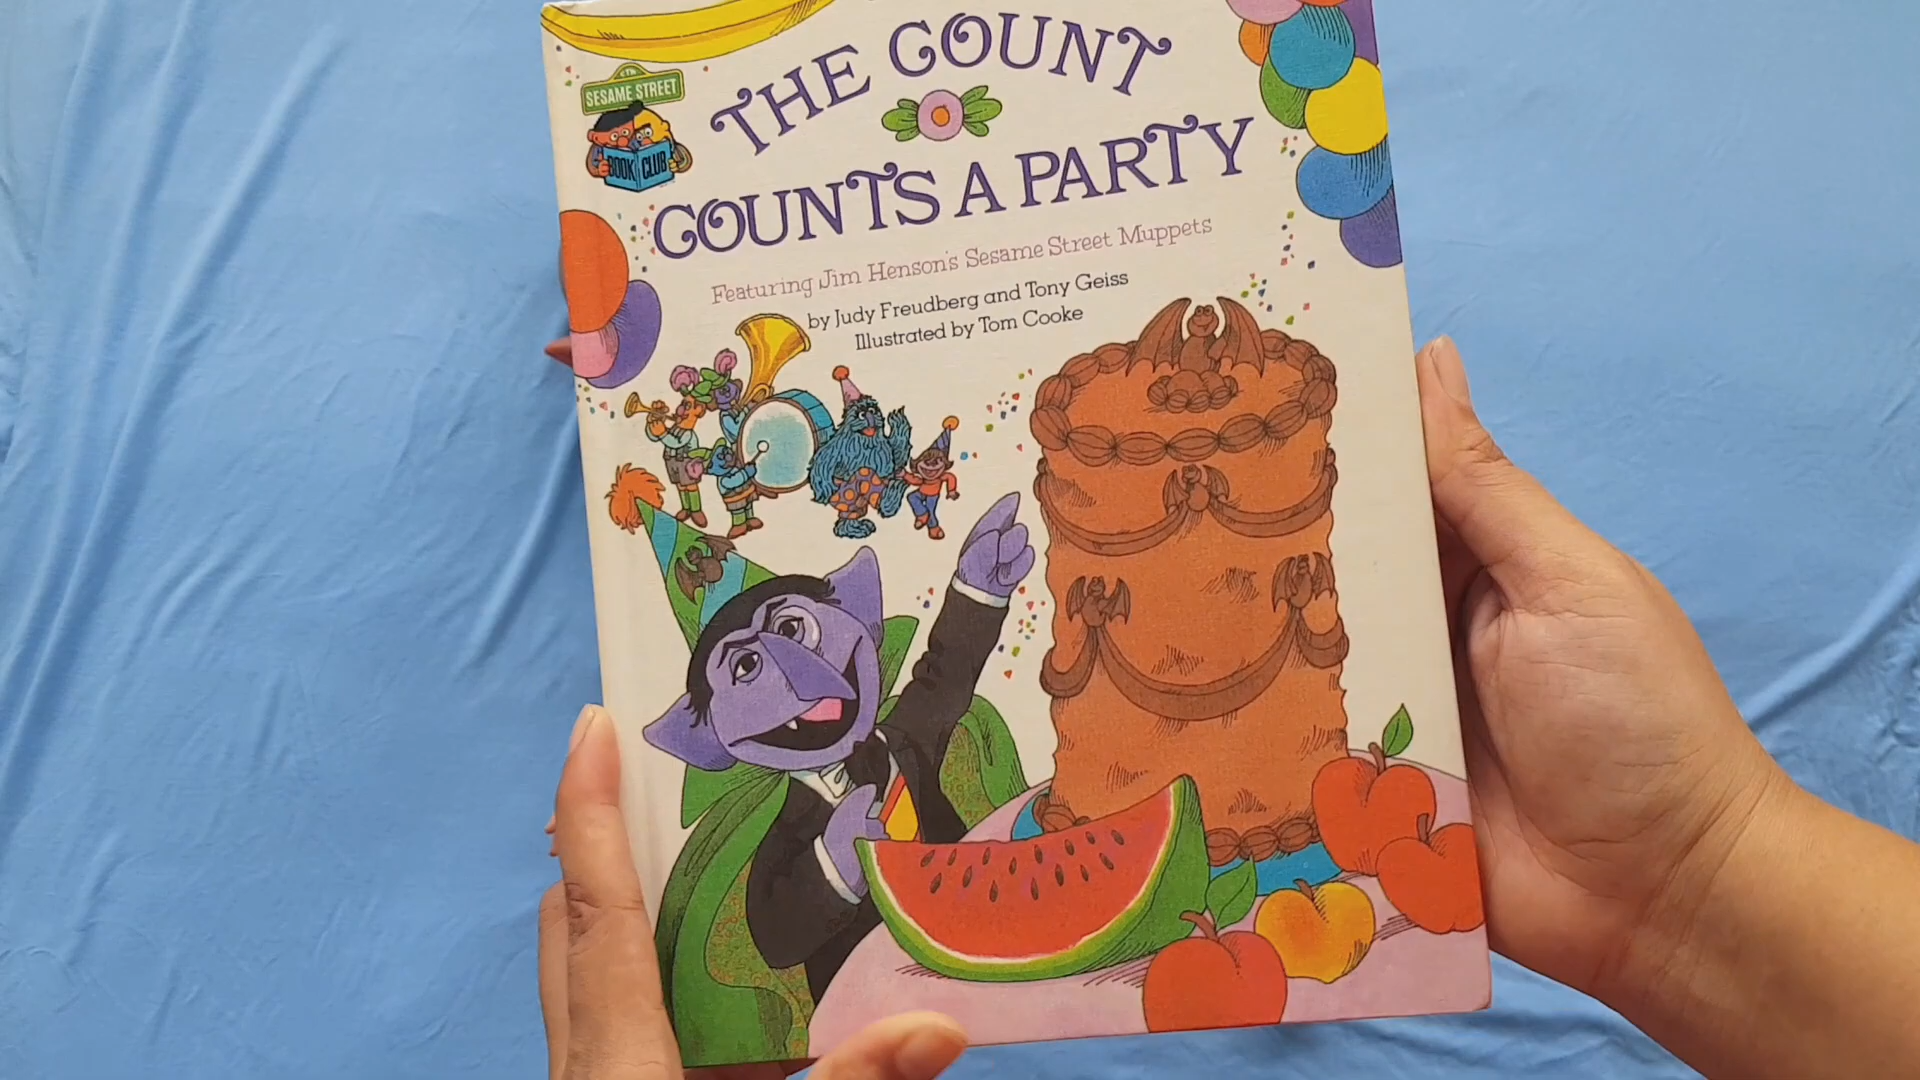 THE COUNT
COUNTS A PARTY
SESAME STREET
BOOK CLUB
Featuring Jim Henson's Sesame Street Muppets
by Judy Freudberg and Tony Geiss
Illustrated by Tom Cooke